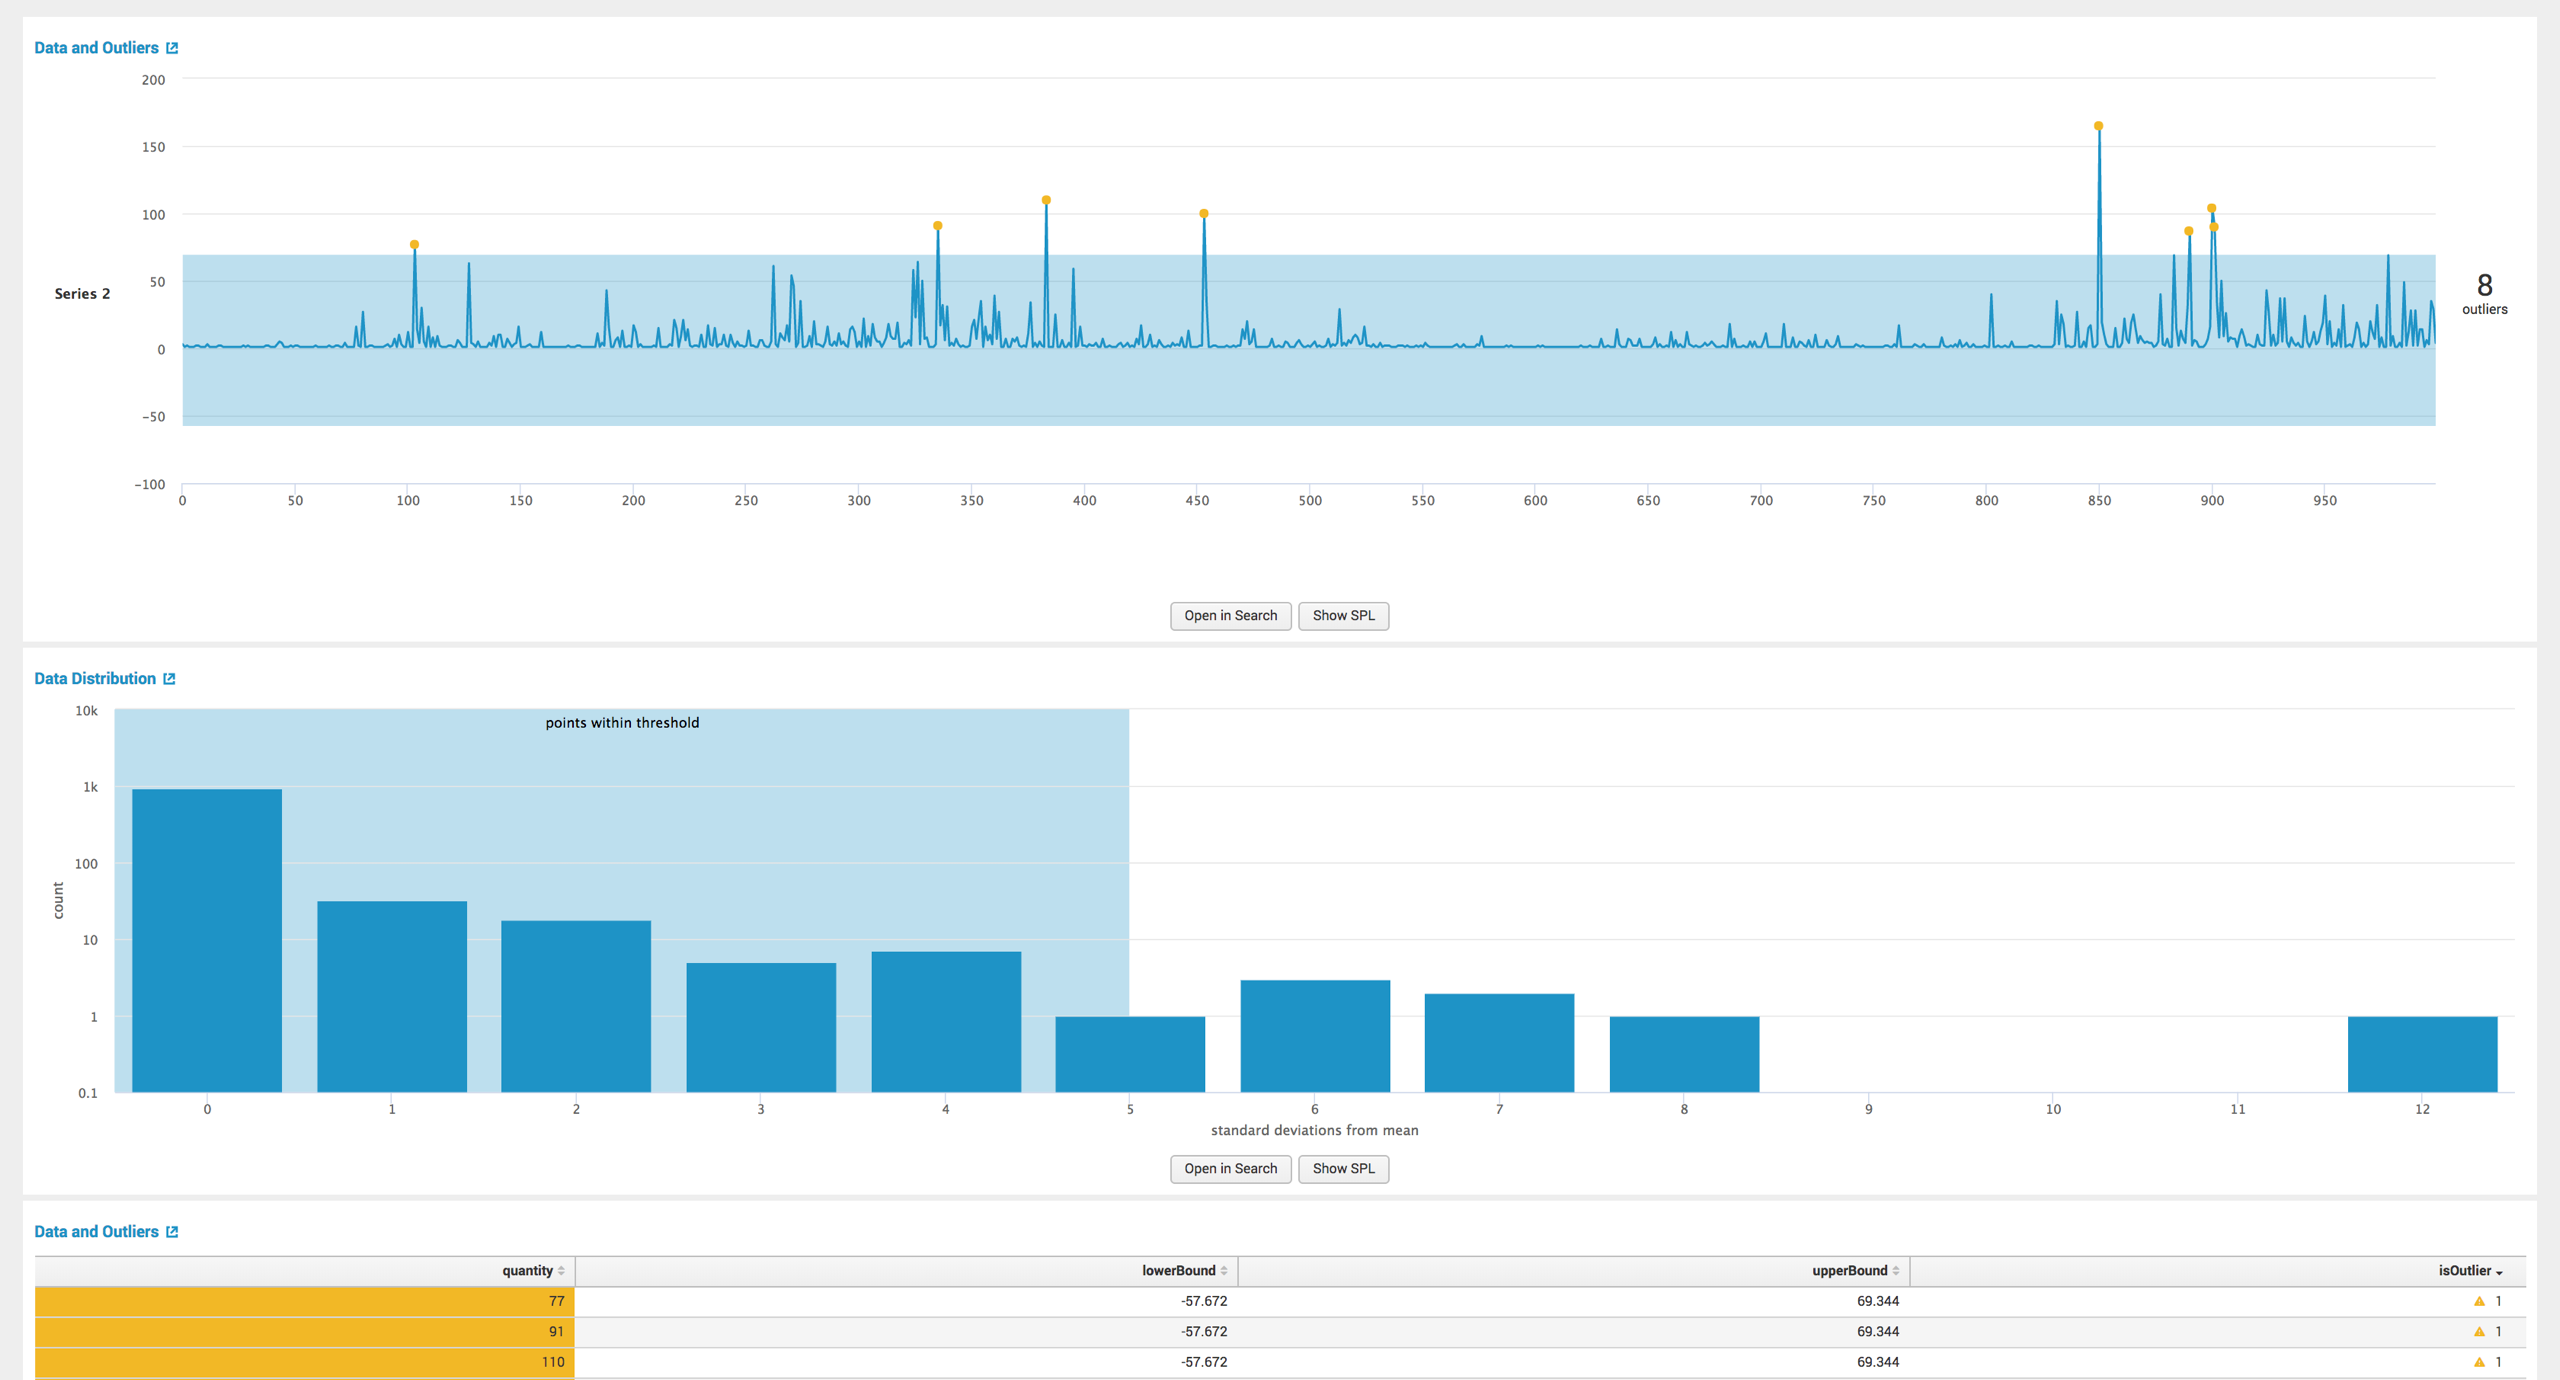 Data and Outliers
200
150
100
50
0
−50
−100
Series 2
8
outliers
0 50 100 150 200 250 300 350 400 450 500 550 600 650 700 750 800 850 900 950
Open in Search Show SPL
Data Distribution
points within threshold
10k
1k
100
10
1
0.1
count
0 1 2 3 4 5 6 7 8 9 10 11 12
standard deviations from mean
Open in Search Show SPL
Data and Outliers
quantity lowerBound upperBound isOutlier
77 -57.672 69.344 1
91 -57.672 69.344 1
110 -57.672 69.344 1